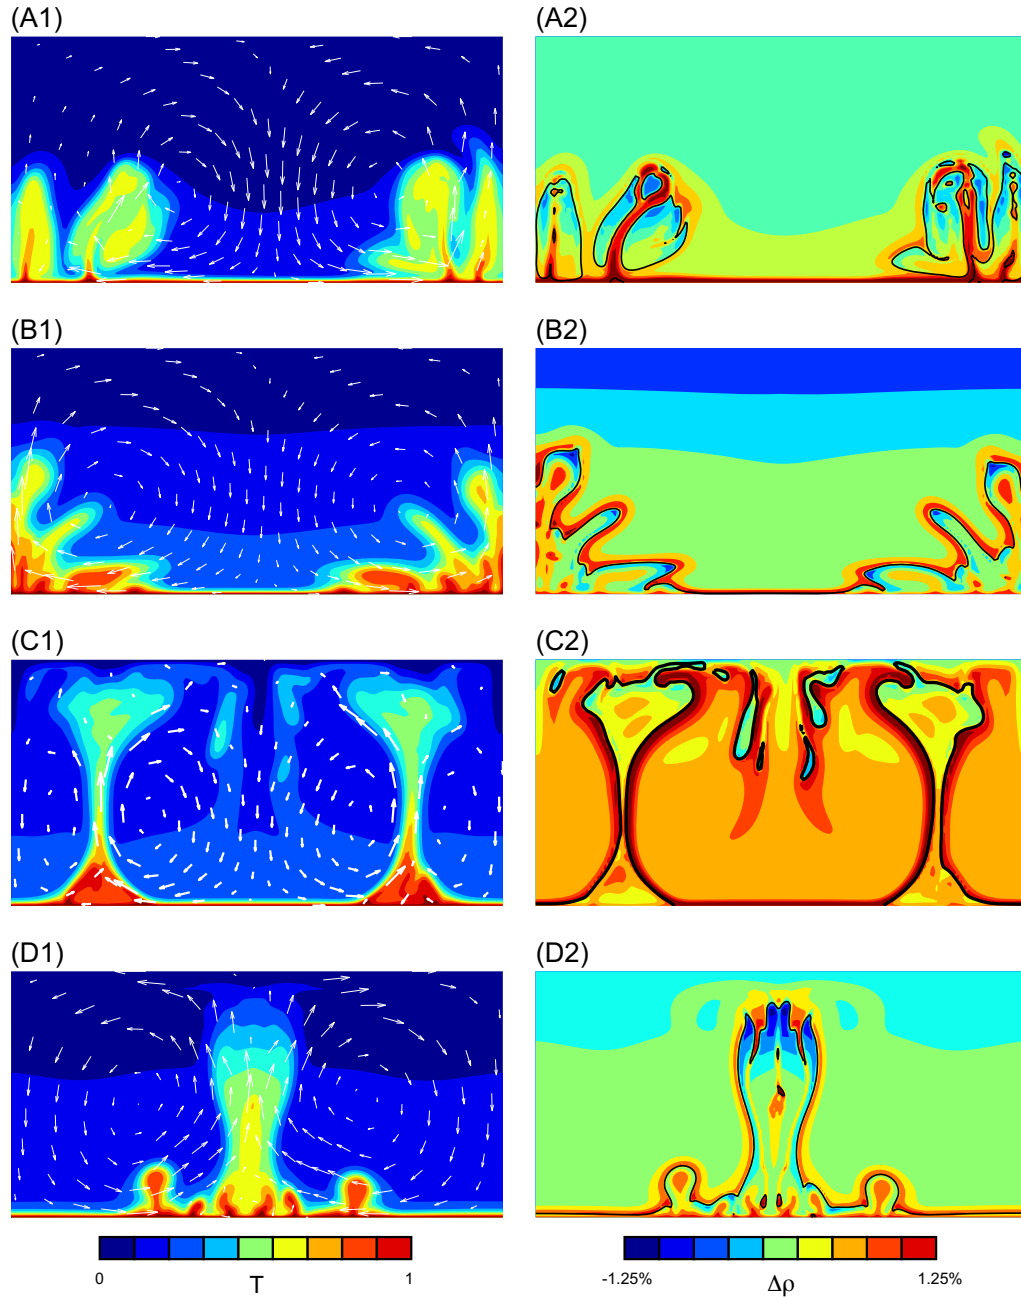 (A1) (A2)
(B1) (B2)
(C1) (C2)
(D1) (D2)
0 T 1 -1.25% Δρ 1.25%